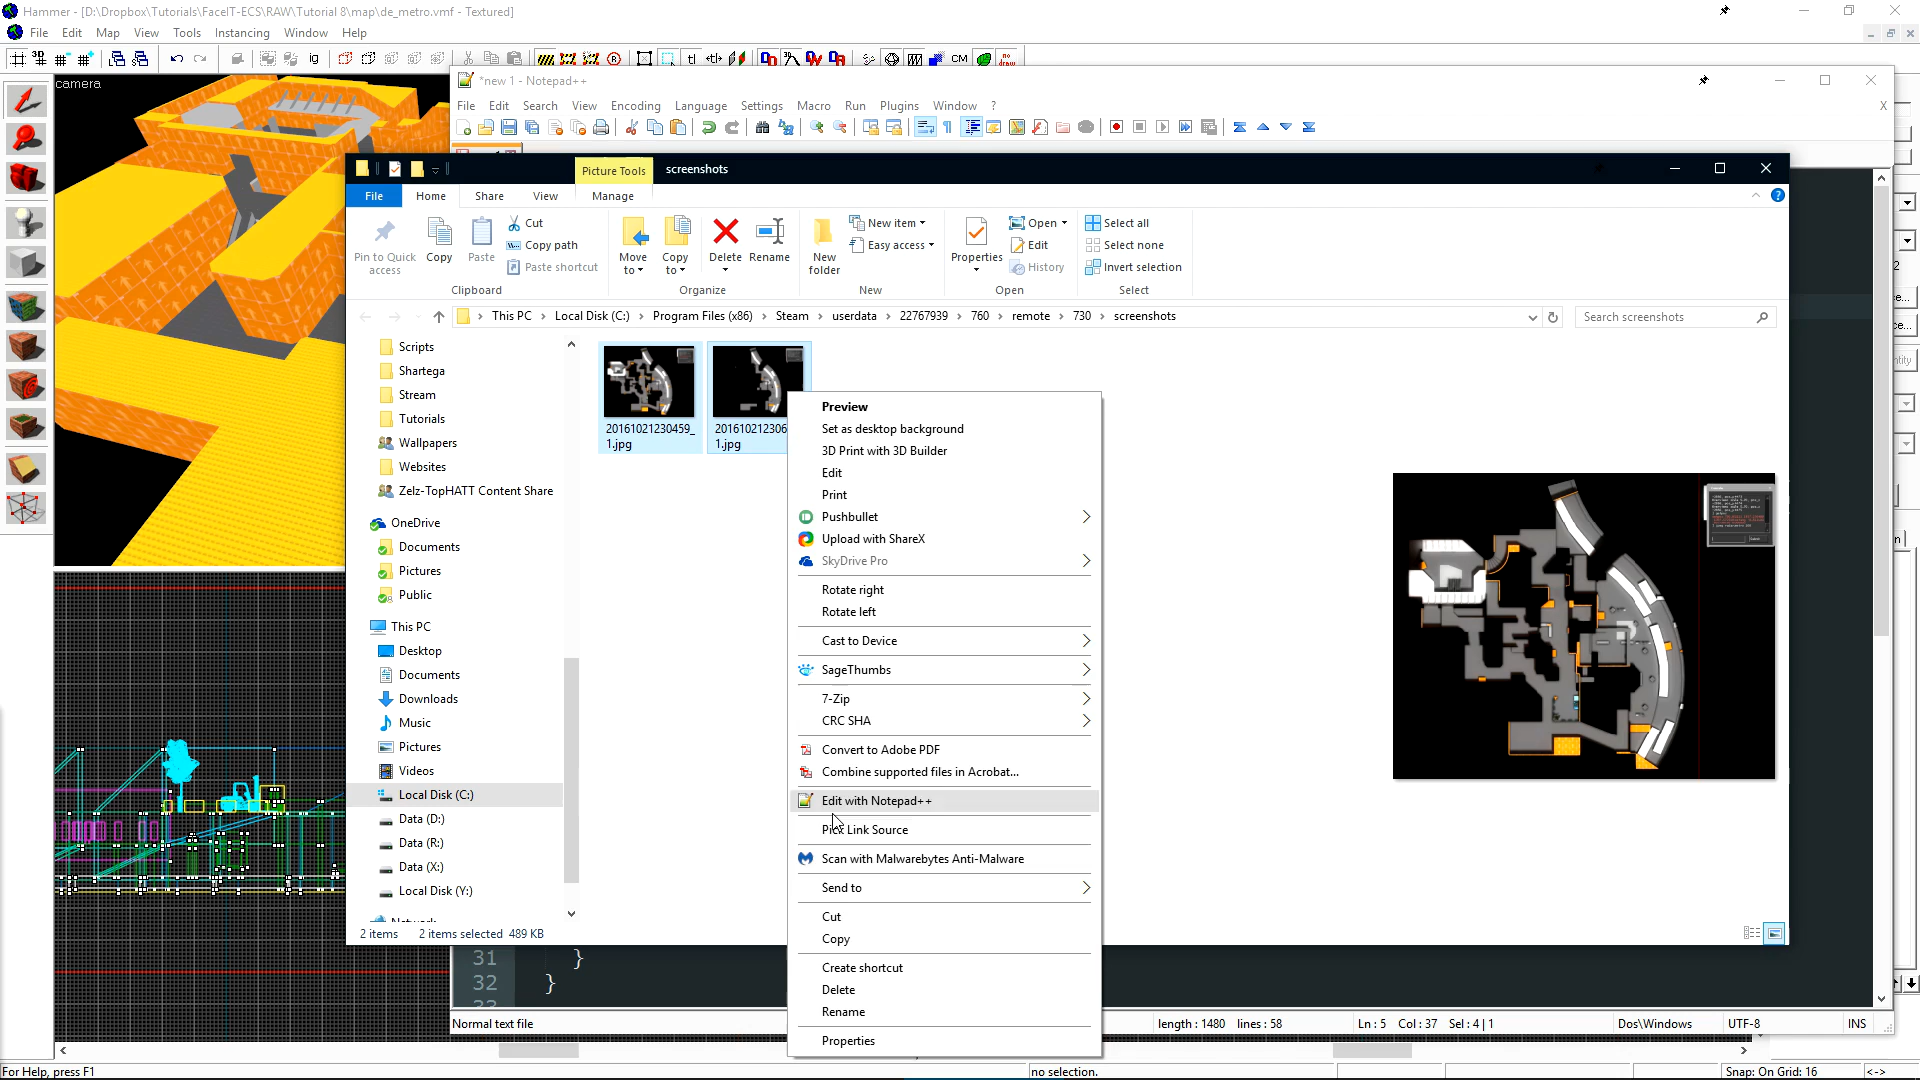 Hammer - [D:\Dropbox\Tutorials\FaceIT-ECS\RAW\Tutorial 8\map\de_metro.vmf - Textured]
File Edit Map View Tools Instancing Window Help
camera
*new 1 - Notepad++
File Edit Search View Encoding Language Settings Macro Run Plugins Window ?
X
Picture Tools screenshots
File Home Share View Manage
Pin to Quick access
Copy
Paste
Cut
Copy path
Paste shortcut
Clipboard
Move to
Copy to
Delete
Rename
Organize
New folder
New item
Easy access
New
Properties
Open
Edit
History
Open
Select all
Select none
Invert selection
Select
This PC > Local Disk (C:) > Program Files (x86) > Steam > userdata > 22767939 > 760 > remote > 730 > screenshots
Search screenshots
Scripts
Shartega
Stream
Tutorials
Wallpapers
Websites
Zelz-TopHATT Content Share
OneDrive
Documents
Pictures
Public
This PC
Desktop
Documents
Downloads
Music
Pictures
Videos
Local Disk (C:)
Data (D:)
Data (R:)
Data (X:)
Local Disk (Y:)
20161021230459_
1.jpg
201610212306
1.jpg
Preview
Set as desktop background
3D Print with 3D Builder
Edit
Print
Pushbullet
Upload with ShareX
SkyDrive Pro
Rotate right
Rotate left
Cast to Device
SageThumbs
7-Zip
CRC SHA
Convert to Adobe PDF
Combine supported files in Acrobat...
Edit with Notepad++
Pick Link Source
Scan with Malwarebytes Anti-Malware
Send to
Cut
Copy
Create shortcut
Delete
Rename
Properties
2 items 2 items selected 489 KB
31 }
32 }
Normal text file length : 1480 lines : 58 Ln : 5 Col : 37 Sel : 4 | 1 Dos\Windows UTF-8 INS
For Help, press F1 no selection. Snap: On Grid: 16 <->